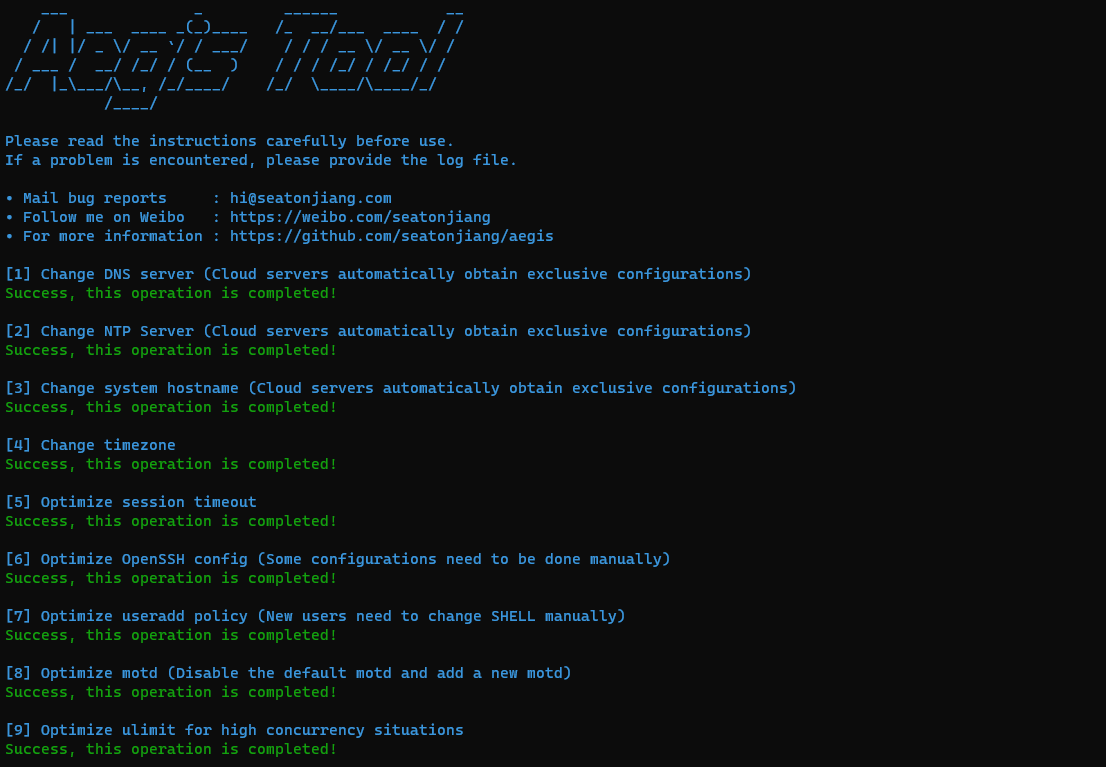 Aegis Tool
Please read the instructions carefully before use.
If a problem is encountered, please provide the log file.
• Mail bug reports     : hi@seatonjiang.com
• Follow me on Weibo   : https://weibo.com/seatonjiang
• For more information : https://github.com/seatonjiang/aegis
[1] Change DNS server (Cloud servers automatically obtain exclusive configurations)
Success, this operation is completed!
[2] Change NTP Server (Cloud servers automatically obtain exclusive configurations)
Success, this operation is completed!
[3] Change system hostname (Cloud servers automatically obtain exclusive configurations)
Success, this operation is completed!
[4] Change timezone
Success, this operation is completed!
[5] Optimize session timeout
Success, this operation is completed!
[6] Optimize OpenSSH config (Some configurations need to be done manually)
Success, this operation is completed!
[7] Optimize useradd policy (New users need to change SHELL manually)
Success, this operation is completed!
[8] Optimize motd (Disable the default motd and add a new motd)
Success, this operation is completed!
[9] Optimize ulimit for high concurrency situations
Success, this operation is completed!